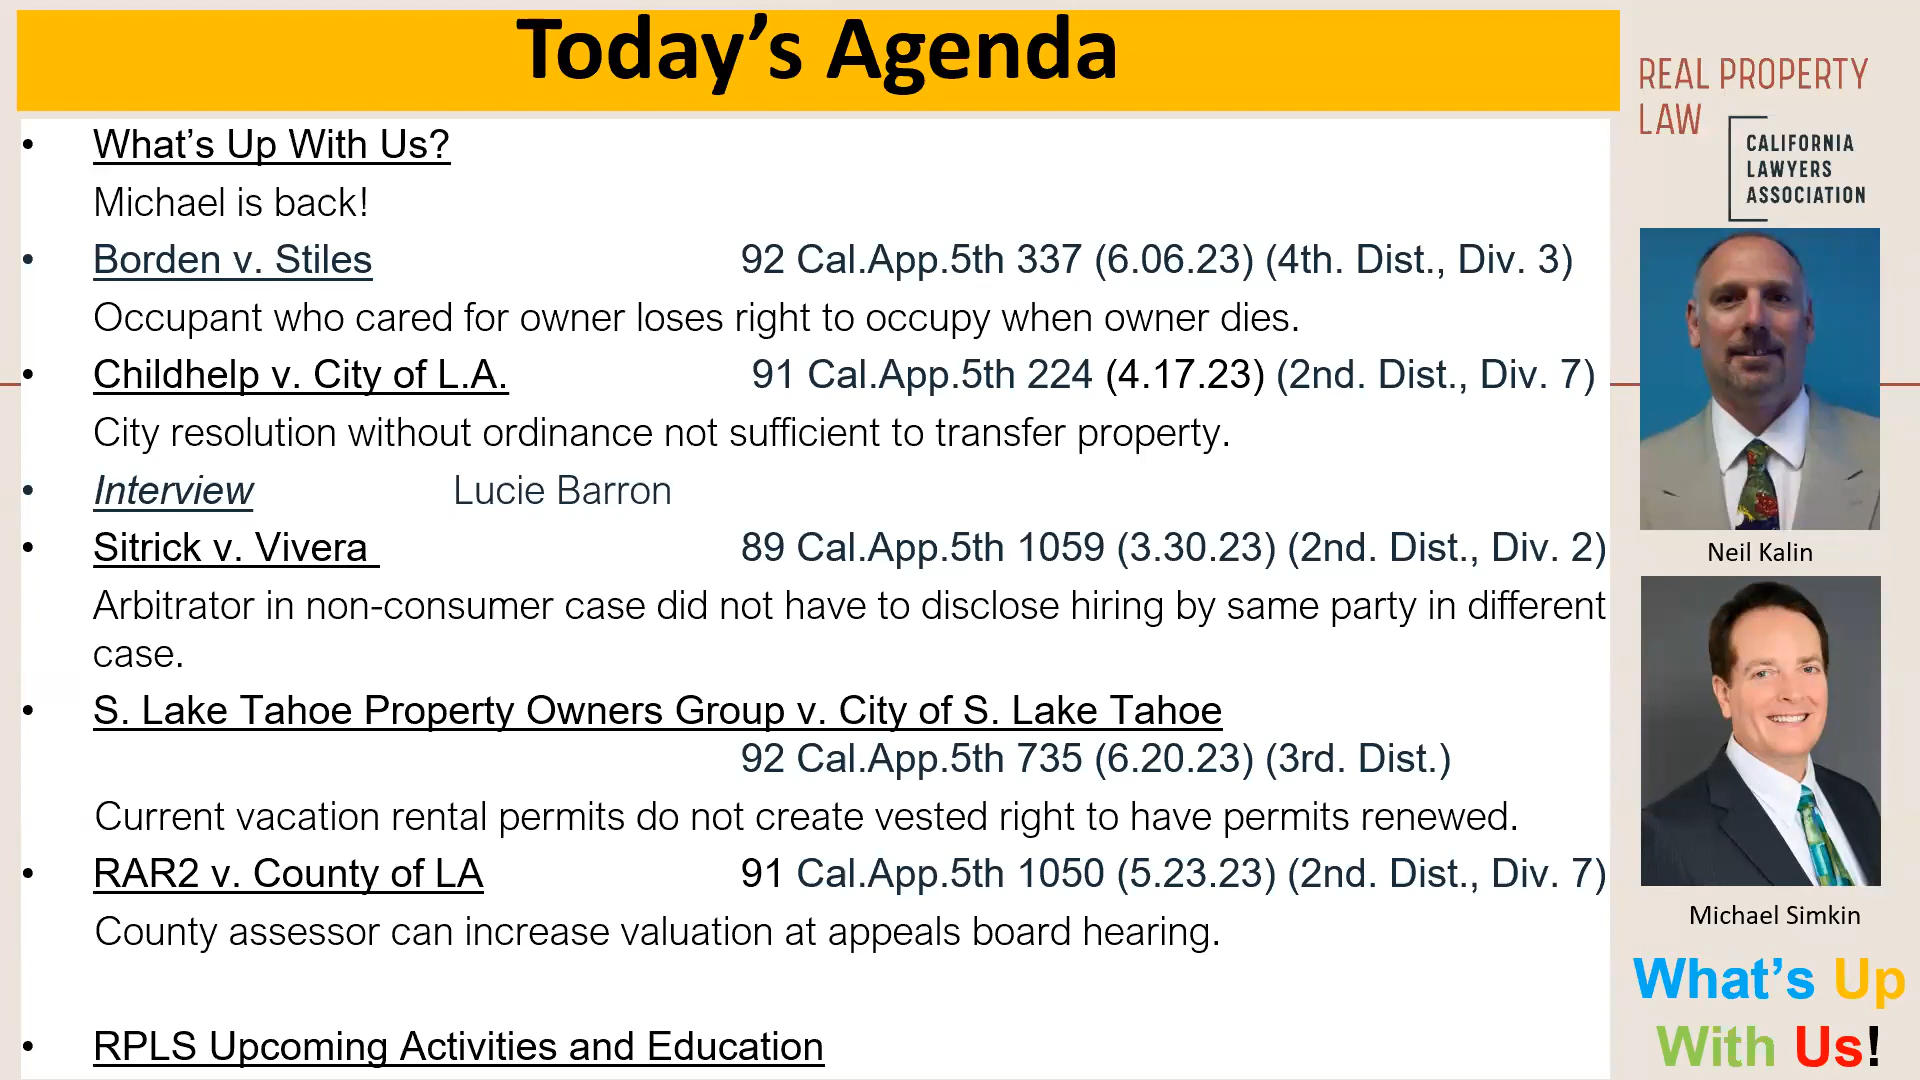 Today’s Agenda
• What’s Up With Us?
Michael is back!
• Borden v. Stiles 92 Cal.App.5th 337 (6.06.23) (4th. Dist., Div. 3)
Occupant who cared for owner loses right to occupy when owner dies.
• Childhelp v. City of L.A. 91 Cal.App.5th 224 (4.17.23) (2nd. Dist., Div. 7)
City resolution without ordinance not sufficient to transfer property.
• Interview Lucie Barron
• Sitrick v. Vivera 89 Cal.App.5th 1059 (3.30.23) (2nd. Dist., Div. 2)
Arbitrator in non-consumer case did not have to disclose hiring by same party in different
case.
• S. Lake Tahoe Property Owners Group v. City of S. Lake Tahoe
92 Cal.App.5th 735 (6.20.23) (3rd. Dist.)
Current vacation rental permits do not create vested right to have permits renewed.
• RAR2 v. County of LA 91 Cal.App.5th 1050 (5.23.23) (2nd. Dist., Div. 7)
County assessor can increase valuation at appeals board hearing.
• RPLS Upcoming Activities and Education
REAL PROPERTY
LAW
CALIFORNIA
LAWYERS
ASSOCIATION
Neil Kalin
Michael Simkin
What’s Up
With Us!